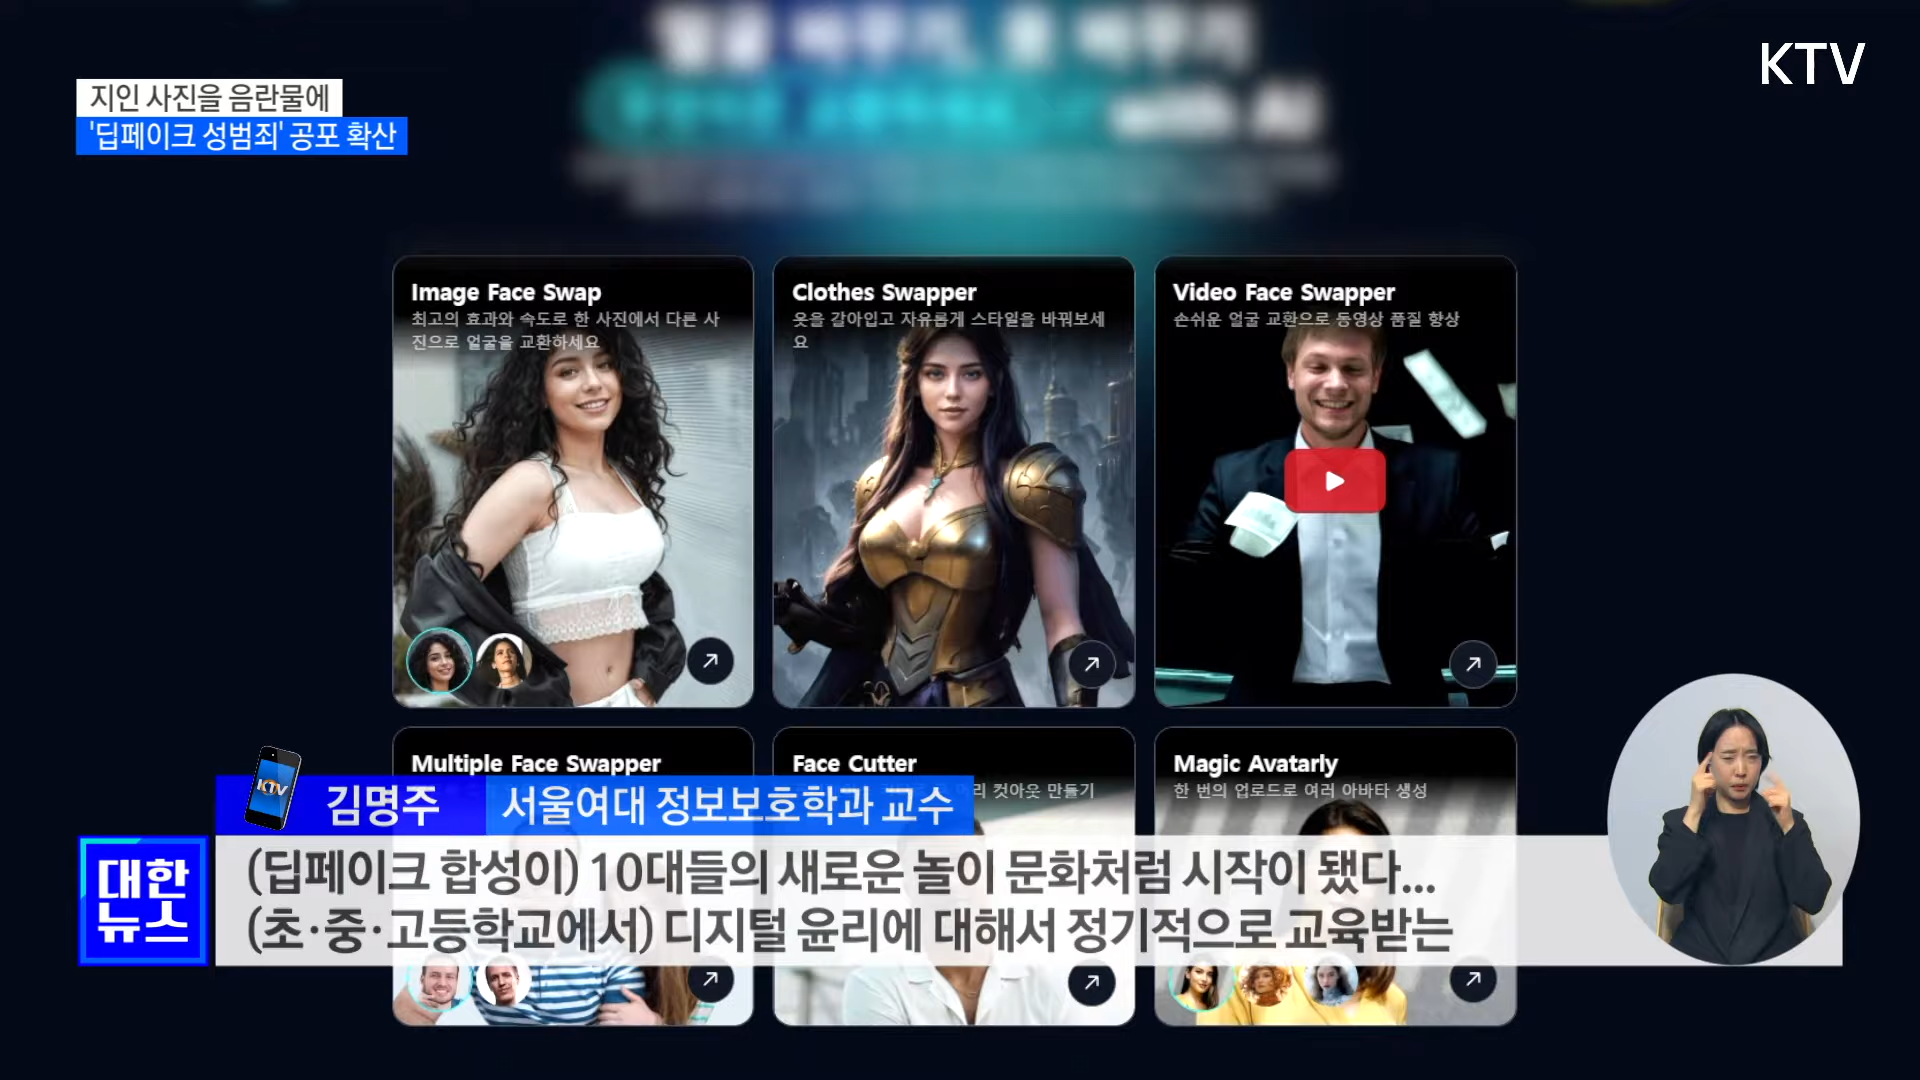 KTV
지인 사진을 음란물에
'딥페이크 성범죄' 공포 확산
with AI
Image Face Swap
최고의 효과와 속도로 한 사진에서 다른 사
진으로 얼굴을 교환하세요
Clothes Swapper
옷을 갈아입고 자유롭게 스타일을 바꿔보세
요
Video Face Swapper
손쉬운 얼굴 교환으로 동영상 품질 향상
Multiple Face Swapper
Face Cutter
컷아웃 만들기
Magic Avatarly
한 번의 업로드로 여러 아바타 생성
KTV
김명주 서울여대 정보보호학과 교수
대한
뉴스
(딥페이크 합성이) 10대들의 새로운 놀이 문화처럼 시작이 됐다...
(초·중·고등학교에서) 디지털 윤리에 대해서 정기적으로 교육받는